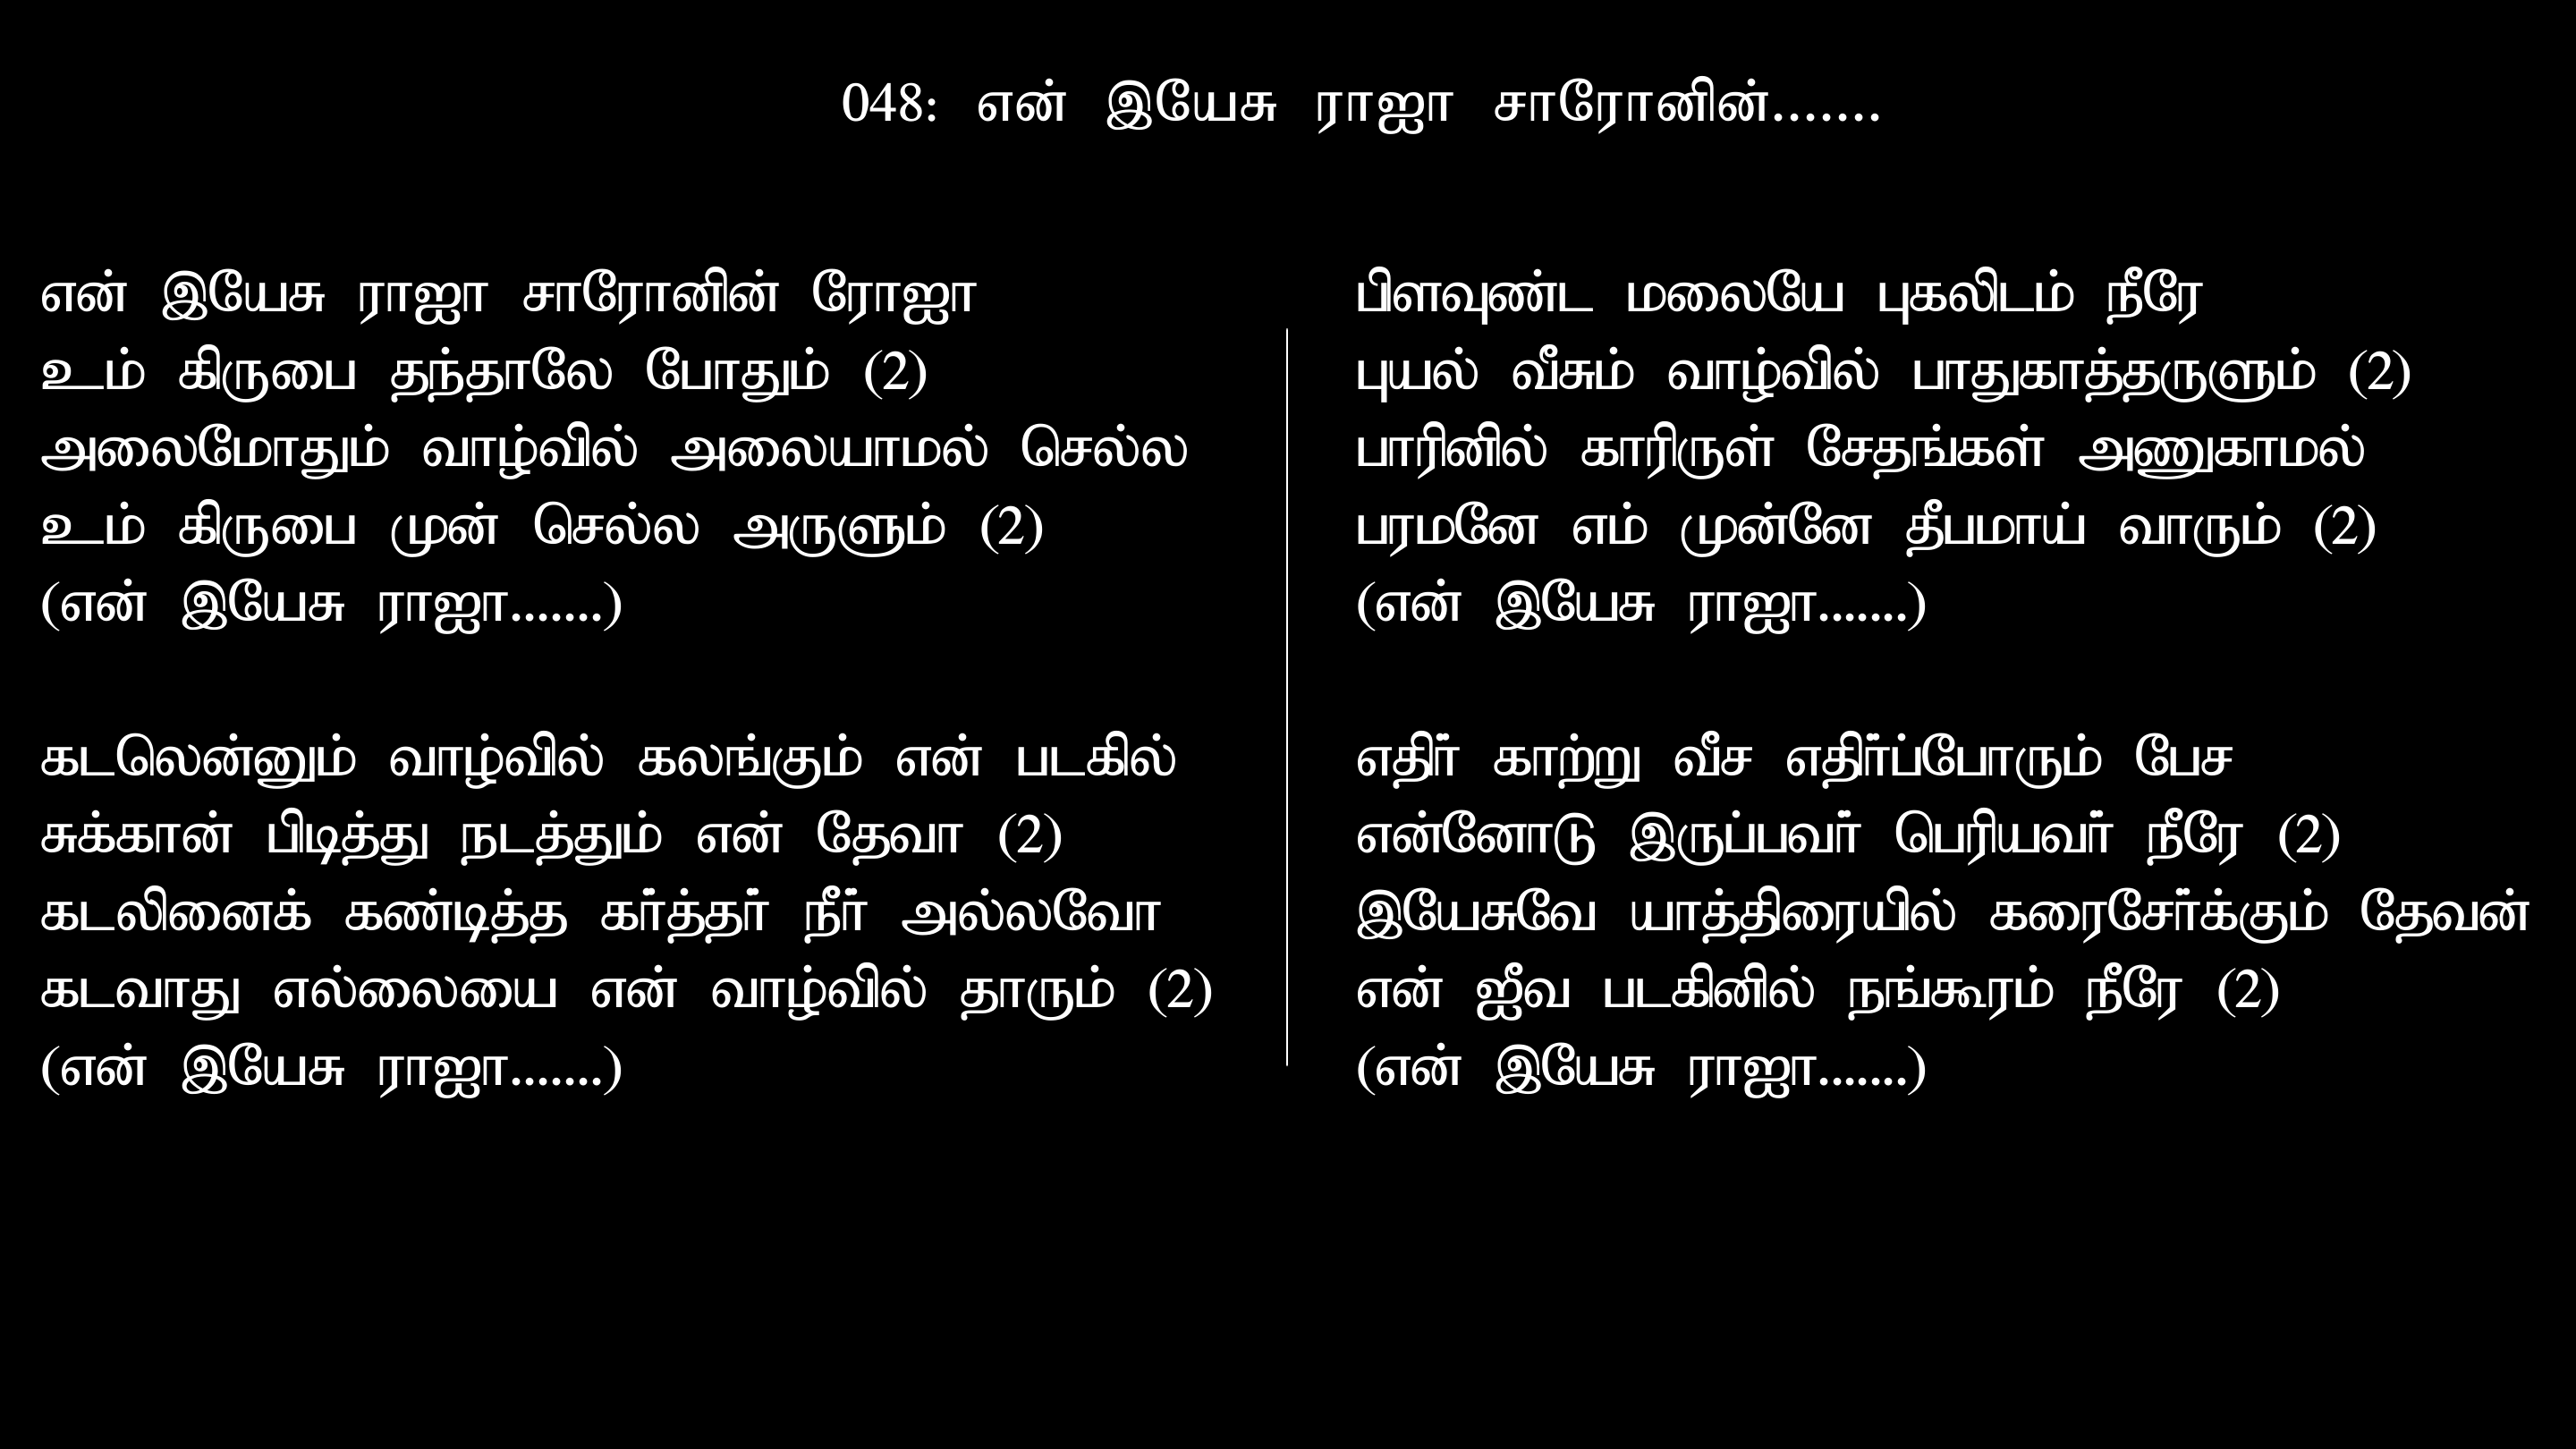 048: என் இயேசு ராஜா சாரோனின்.......
என் இயேசு ராஜா சாரோனின் ரோஜா
உம் கிருபை தந்தாலே போதும் (2)
அலைமோதும் வாழ்வில் அலையாமல் செல்ல
உம் கிருபை முன் செல்ல அருளும் (2)
(என் இயேசு ராஜா.......)
கடலென்னும் வாழ்வில் கலங்கும் என் படகில்
சுக்கான் பிடித்து நடத்தும் என் தேவா (2)
கடலினைக் கண்டித்த கர்த்தர் நீர் அல்லவோ
கடவாது எல்லையை என் வாழ்வில் தாரும் (2)
(என் இயேசு ராஜா.......)
பிளவுண்ட மலையே புகலிடம் நீரே
புயல் வீசும் வாழ்வில் பாதுகாத்தருளும் (2)
பாரினில் காரிருள் சேதங்கள் அணுகாமல்
பரமனே எம் முன்னே தீபமாய் வாரும் (2)
(என் இயேசு ராஜா.......)
எதிர் காற்று வீச எதிர்ப்போரும் பேச
என்னோடு இருப்பவர் பெரியவர் நீரே (2)
இயேசுவே யாத்திரையில் கரைசேர்க்கும் தேவன்
என் ஜீவ படகினில் நங்கூரம் நீரே (2)
(என் இயேசு ராஜா.......)